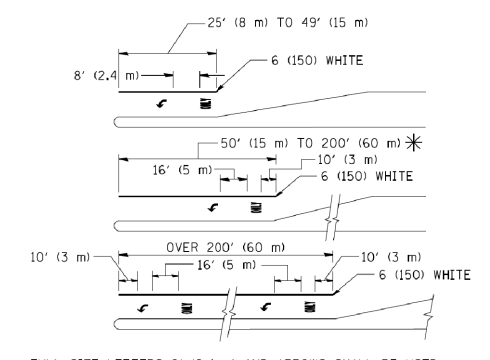 25' (8 m) TO 49' (15 m)
6 (150) WHITE
8' (2.4 m)
50' (15 m) TO 200' (60 m)
16' (5 m)
10' (3 m)
6 (150) WHITE
OVER 200' (60 m)
10' (3 m)
16' (5 m)
10' (3 m)
6 (150) WHITE